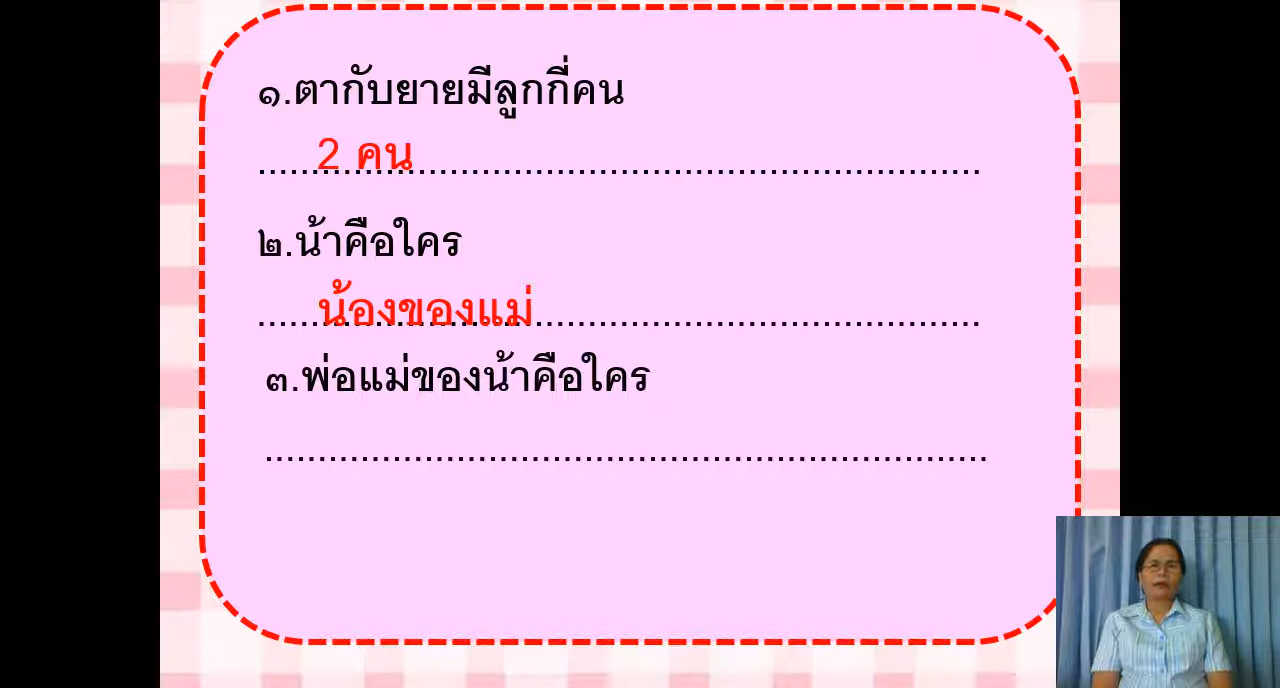 ๑.ตากับยายมีลูกกี่คน
.....2 คน......................................................
๒.น้าคือใคร
.....น้องของแม่..........................................
๓.พ่อแม่ของน้าคือใคร
....................................................................